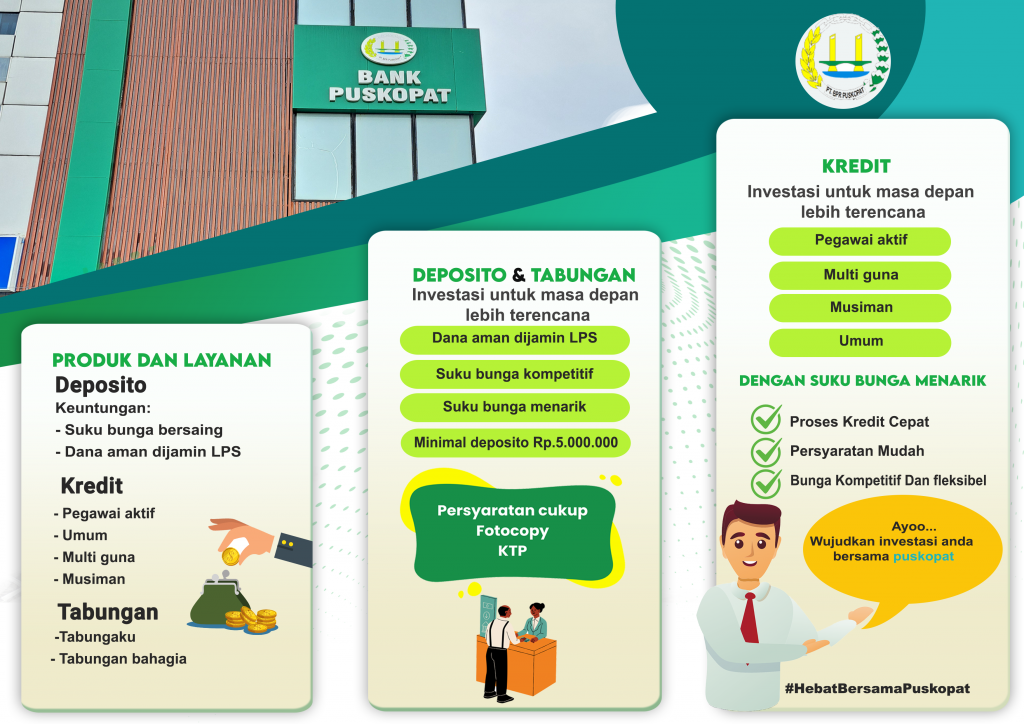 BANK
PUSKOPAT
PT. BPR PUSKOPAT
PRODUK DAN LAYANAN
Deposito
Keuntungan:
- Suku bunga bersaing
- Dana aman dijamin LPS
Kredit
- Pegawai aktif
- Umum
- Multi guna
- Musiman
Tabungan
-Tabungaku
- Tabungan bahagia
DEPOSITO & TABUNGAN
Investasi untuk masa depan
lebih terencana
Dana aman dijamin LPS
Suku bunga kompetitif
Suku bunga menarik
Minimal deposito Rp.5.000.000
Persyaratan cukup
Fotocopy
KTP
KREDIT
Investasi untuk masa depan
lebih terencana
Pegawai aktif
Multi guna
Musiman
Umum
DENGAN SUKU BUNGA MENARIK
Proses Kredit Cepat
Persyaratan Mudah
Bunga Kompetitif Dan fleksibel
Ayoo...
Wujudkan investasi anda
bersama puskopat
#HebatBersamaPuskopat